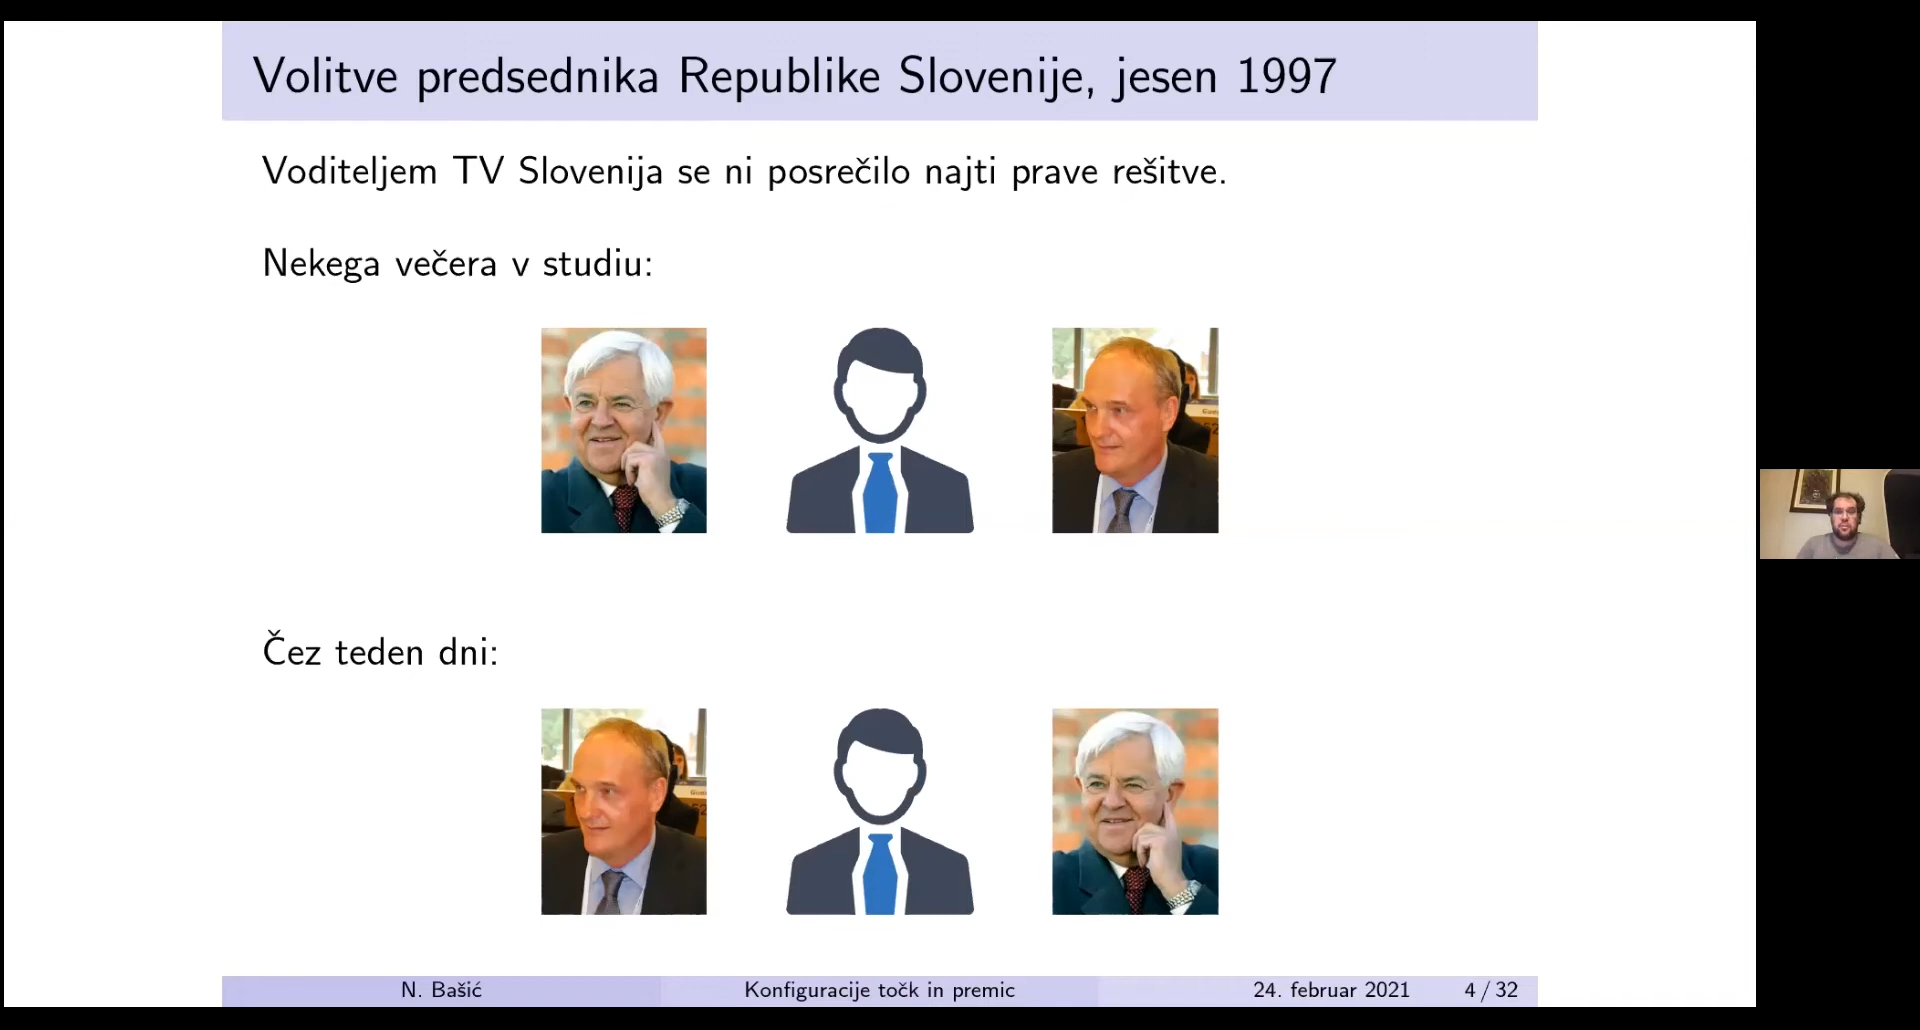 Volitve predsednika Republike Slovenije, jesen 1997
Voditeljem TV Slovenija se ni posrečilo najti prave rešitve.
Nekega večera v studiu:
Čez teden dni:
N. Bašić
Konfiguracije točk in premic
24. februar 2021
4 / 32